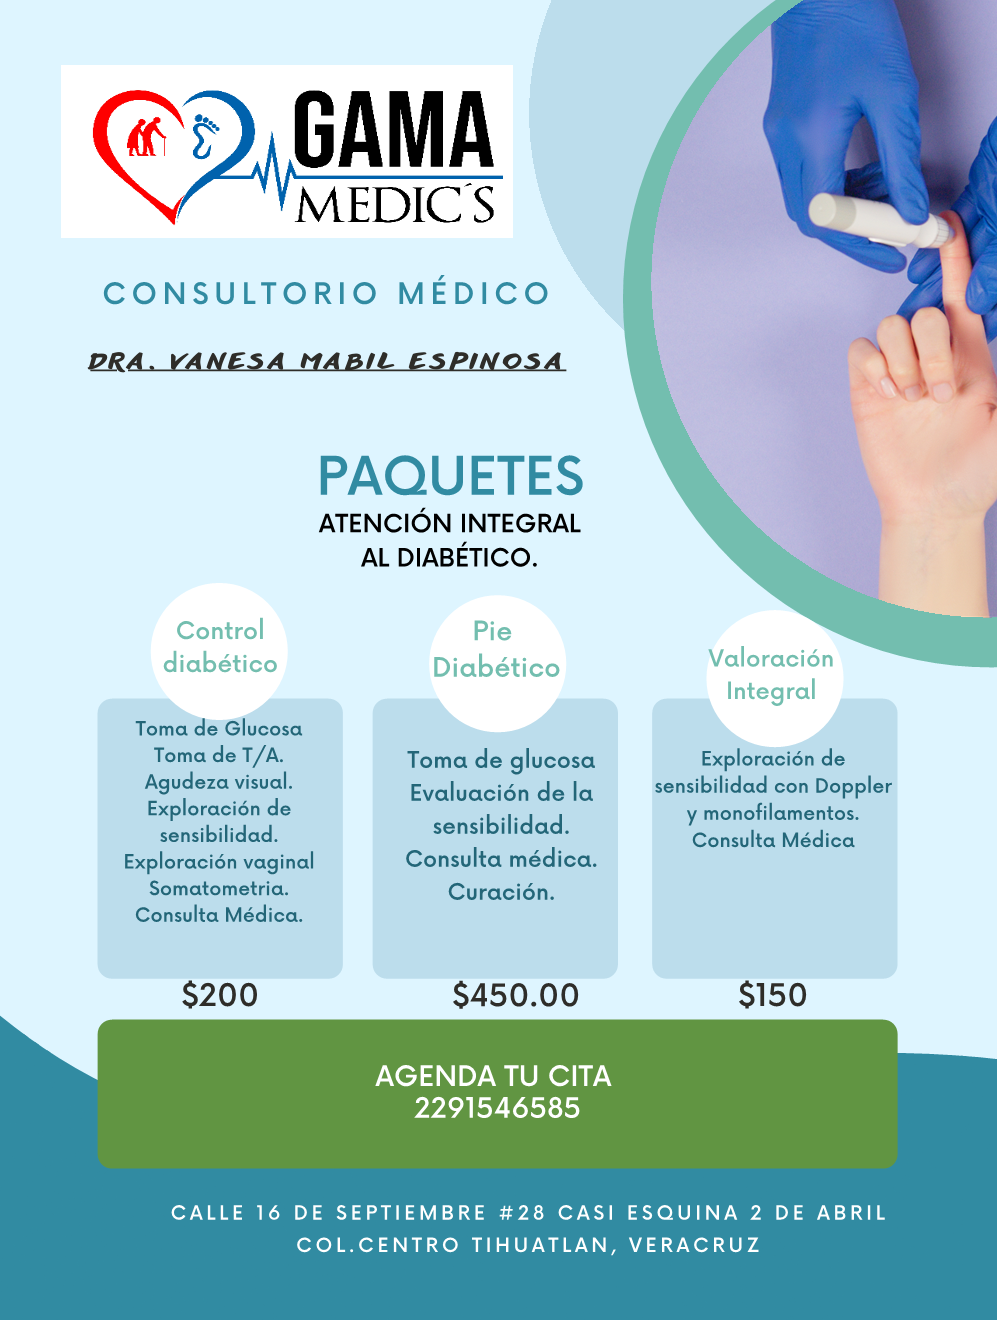 GAMA
MEDIC´S
CONSULTORIO MÉDICO
DRA. VANESA MABIL ESPINOSA
PAQUETES
ATENCIÓN INTEGRAL
AL DIABÉTICO.
Control
diabético
Toma de Glucosa
Toma de T/A.
Agudeza visual.
Exploración de
sensibilidad.
Exploración vaginal
Somatometria.
Consulta Médica.
$200
Pie
Diabético
Toma de glucosa
Evaluación de la
sensibilidad.
Consulta médica.
Curación.
$450.00
Valoración
Integral
Exploración de
sensibilidad con Doppler
y monofilamentos.
Consulta Médica
$150
AGENDA TU CITA
2291546585
CALLE 16 DE SEPTIEMBRE #28 CASI ESQUINA 2 DE ABRIL
COL.CENTRO TIHUATLAN, VERACRUZ